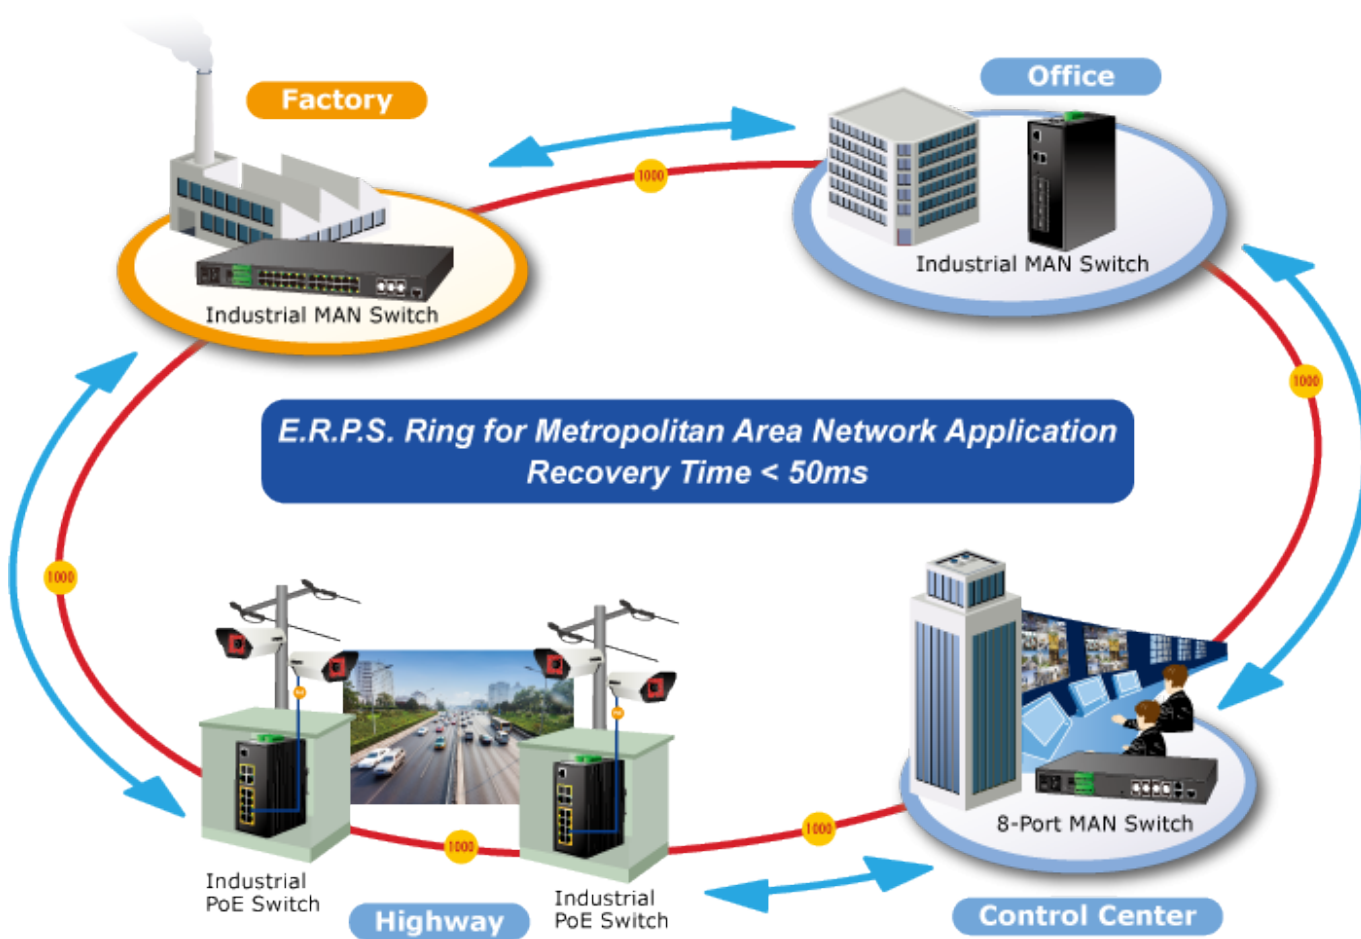 Office
Factory
1000
Industrial MAN Switch
Industrial MAN Switch
1000
E.R.P.S. Ring for Metropolitan Area Network Application
Recovery Time < 50ms
1000
8-Port MAN Switch
1000
1000
Industrial
PoE Switch
Industrial
PoE Switch
Highway
Control Center